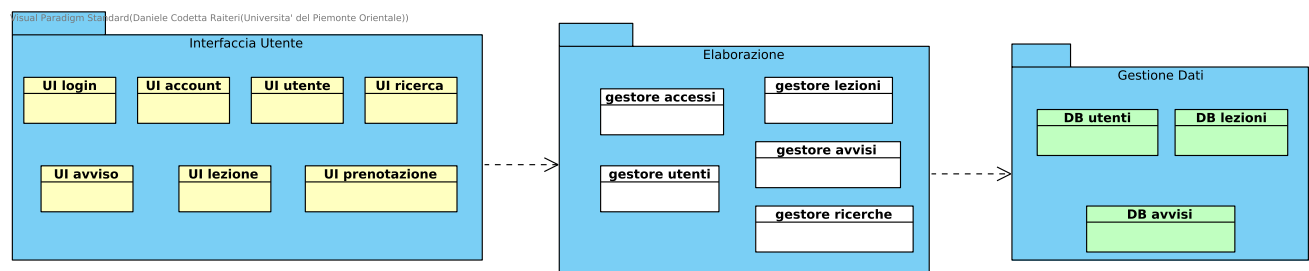 Visual Paradigm Standard(Daniele Codetta Raiteri(Universita' del Piemonte Orientale))
Interfaccia Utente
UI login
UI account
UI utente
UI ricerca
UI avviso
UI lezione
UI prenotazione
Elaborazione
gestore accessi
gestore lezioni
gestore avvisi
gestore utenti
gestore ricerche
Gestione Dati
DB utenti
DB lezioni
DB avvisi